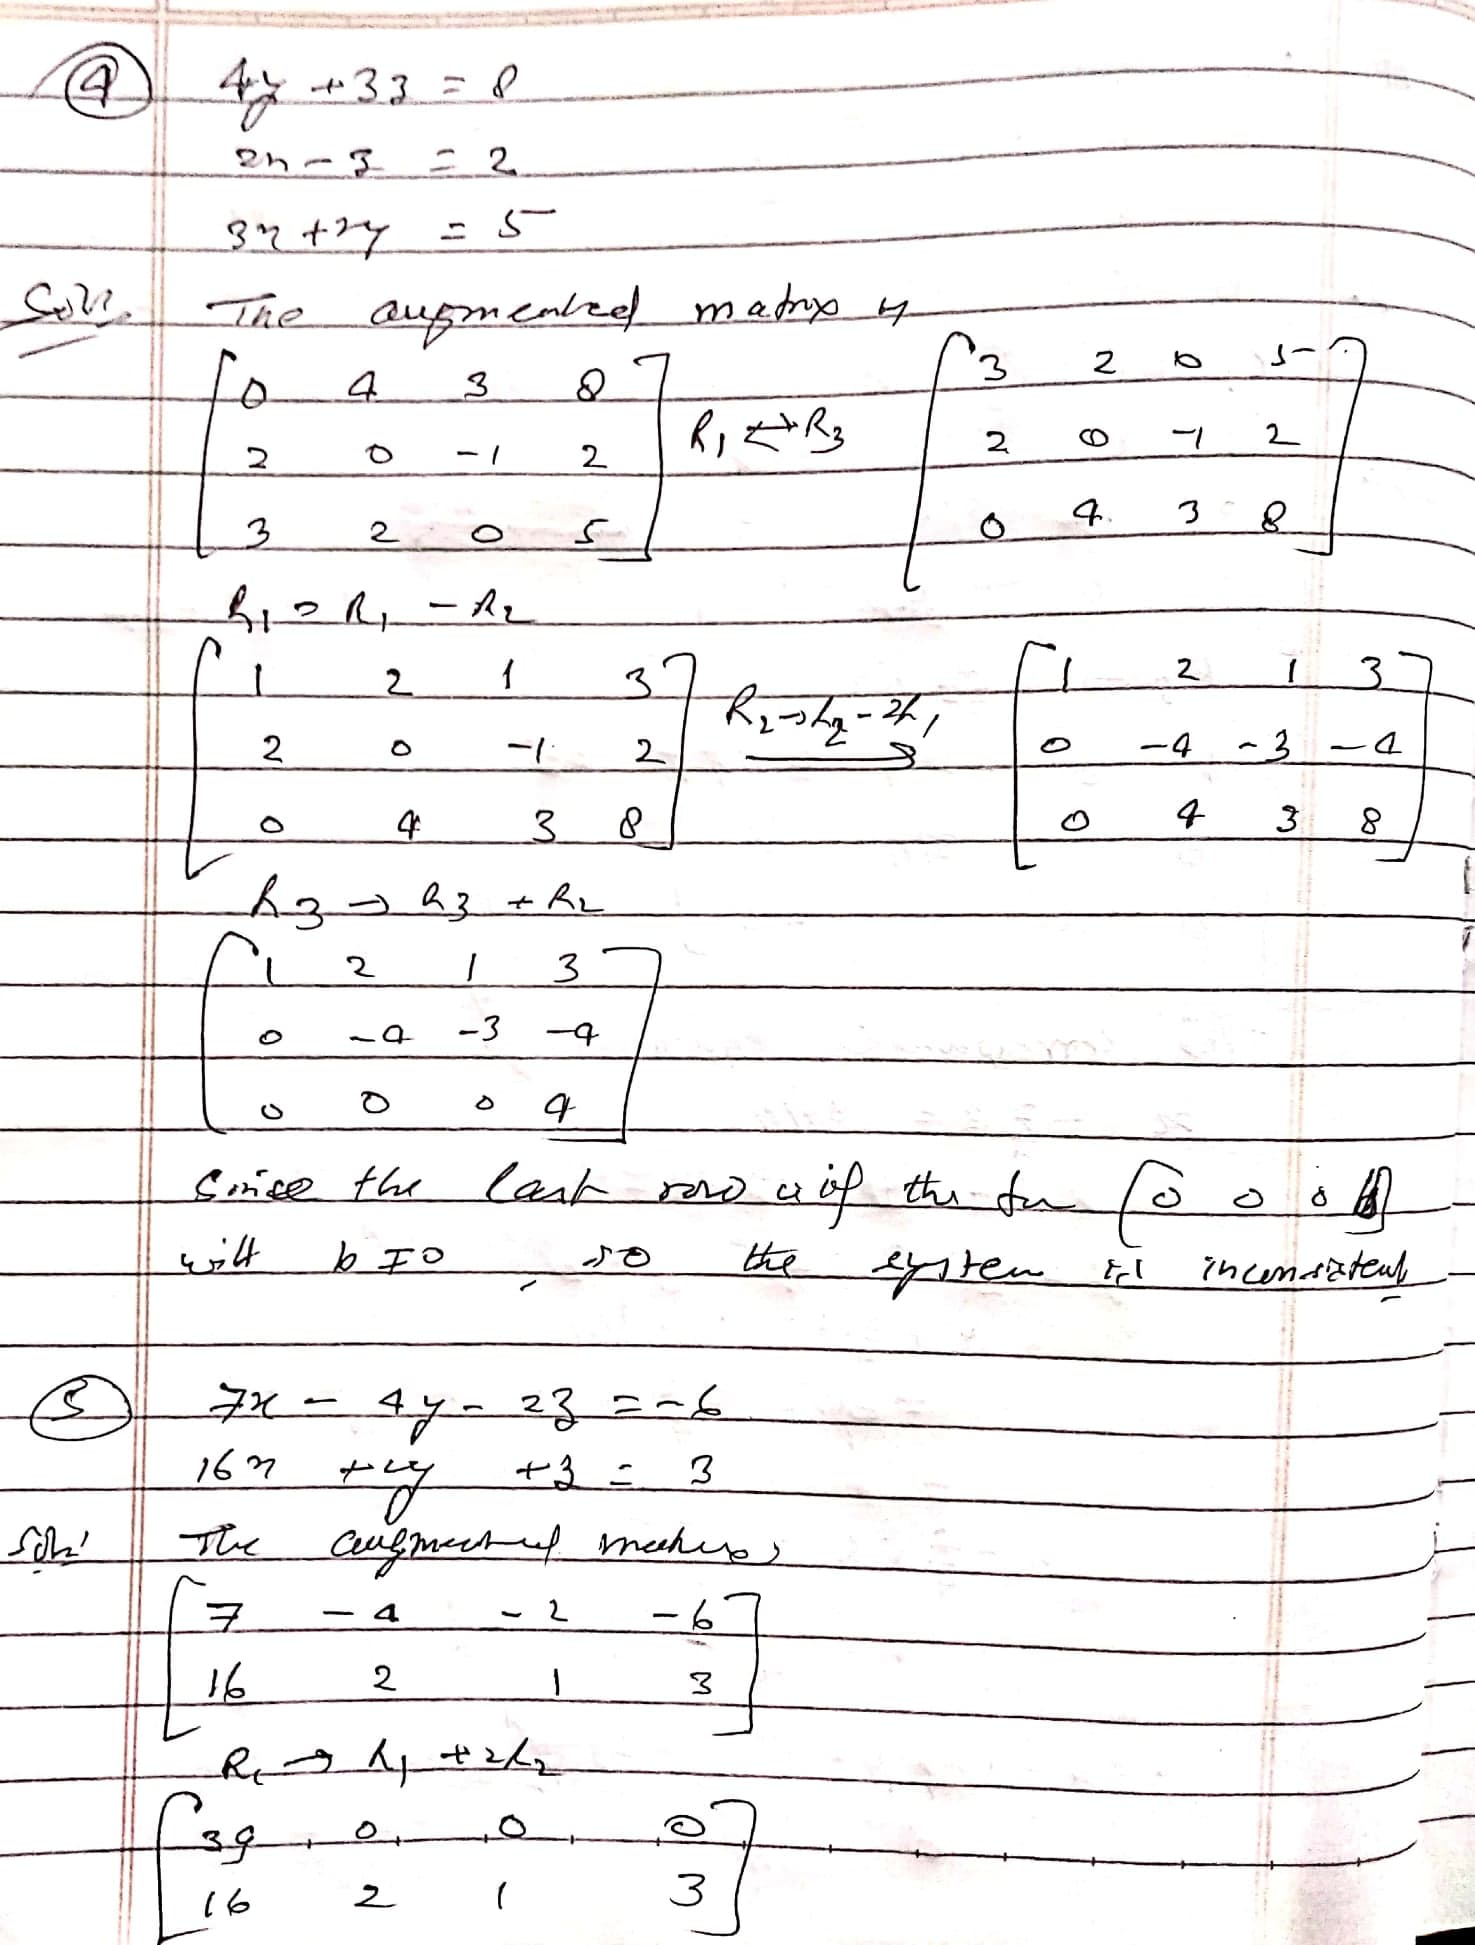 ④ 4y + 3z = 8
2x - z = 2
3x + 2y = 5
Soln. The augmented matrix is
[0 4 3 8] [3 2 0 5]
[2 0 -1 2] R1 ↔ R3 [2 0 -1 2]
[3 2 0 5] [0 4 3 8]
R1 = R1 - R2
[1 2 1 3] [1 2 1 3]
[2 0 -1 2] R2 → R2 - 2R1 [0 -4 -3 -4]
[0 4 3 8] [0 4 3 8]
R3 → R3 + R2
[1 2 1 3]
[0 -4 -3 -4]
[0 0 0 4]
Since the last row is of the [0 0 0 b]
with b ≠ 0, so the system is inconsistent
⑤ 7x - 4y - 2z = -6
16x + 2y + z = 3
Soln: The augmented matrix
[7 -4 -2 -6]
[16 2 1 3]
R1 → R1 + 2R2
[39 0 0 0]
[16 2 1 3]